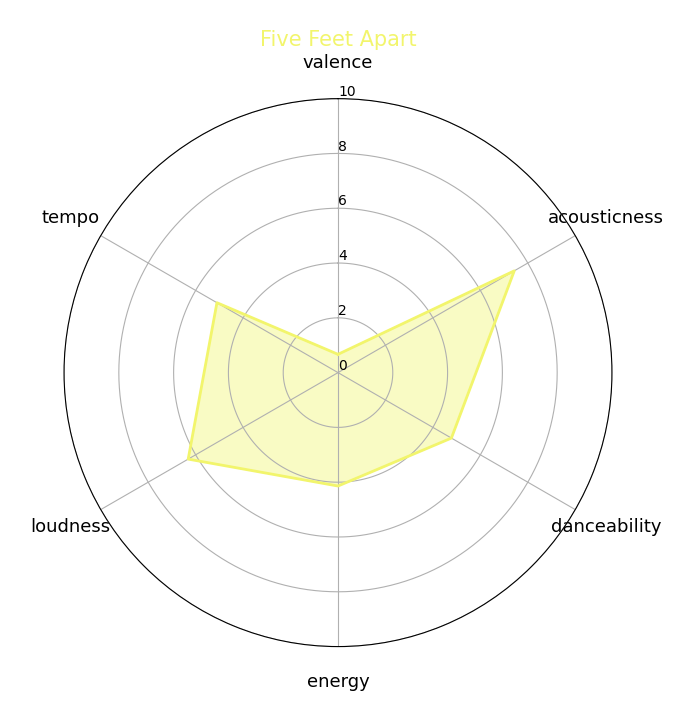 Five Feet Apart
valence
10
8
6
4
2
0
tempo
acousticness
loudness
danceability
energy